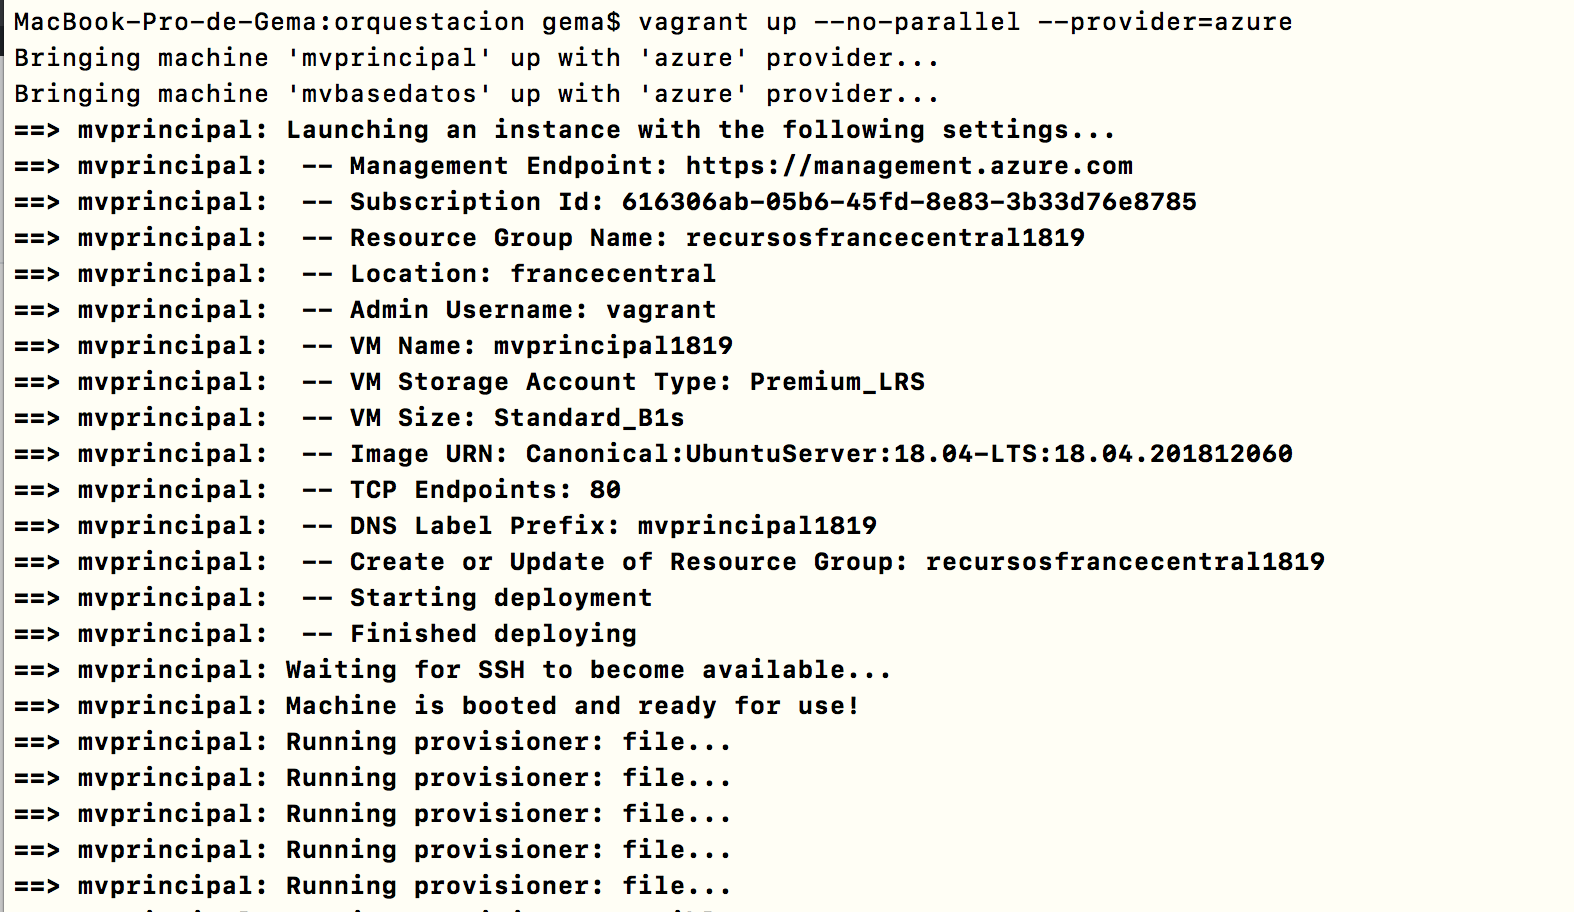 MacBook-Pro-de-Gema:orquestacion gema$ vagrant up --no-parallel --provider=azure
Bringing machine 'mvprincipal' up with 'azure' provider...
Bringing machine 'mvbasedatos' up with 'azure' provider...
==> mvprincipal: Launching an instance with the following settings...
==> mvprincipal:  -- Management Endpoint: https://management.azure.com
==> mvprincipal:  -- Subscription Id: 616306ab-05b6-45fd-8e83-3b33d76e8785
==> mvprincipal:  -- Resource Group Name: recursosfrancecentral1819
==> mvprincipal:  -- Location: francecentral
==> mvprincipal:  -- Admin Username: vagrant
==> mvprincipal:  -- VM Name: mvprincipal1819
==> mvprincipal:  -- VM Storage Account Type: Premium_LRS
==> mvprincipal:  -- VM Size: Standard_B1s
==> mvprincipal:  -- Image URN: Canonical:UbuntuServer:18.04-LTS:18.04.201812060
==> mvprincipal:  -- TCP Endpoints: 80
==> mvprincipal:  -- DNS Label Prefix: mvprincipal1819
==> mvprincipal:  -- Create or Update of Resource Group: recursosfrancecentral1819
==> mvprincipal:  -- Starting deployment
==> mvprincipal:  -- Finished deploying
==> mvprincipal: Waiting for SSH to become available...
==> mvprincipal: Machine is booted and ready for use!
==> mvprincipal: Running provisioner: file...
==> mvprincipal: Running provisioner: file...
==> mvprincipal: Running provisioner: file...
==> mvprincipal: Running provisioner: file...
==> mvprincipal: Running provisioner: file...